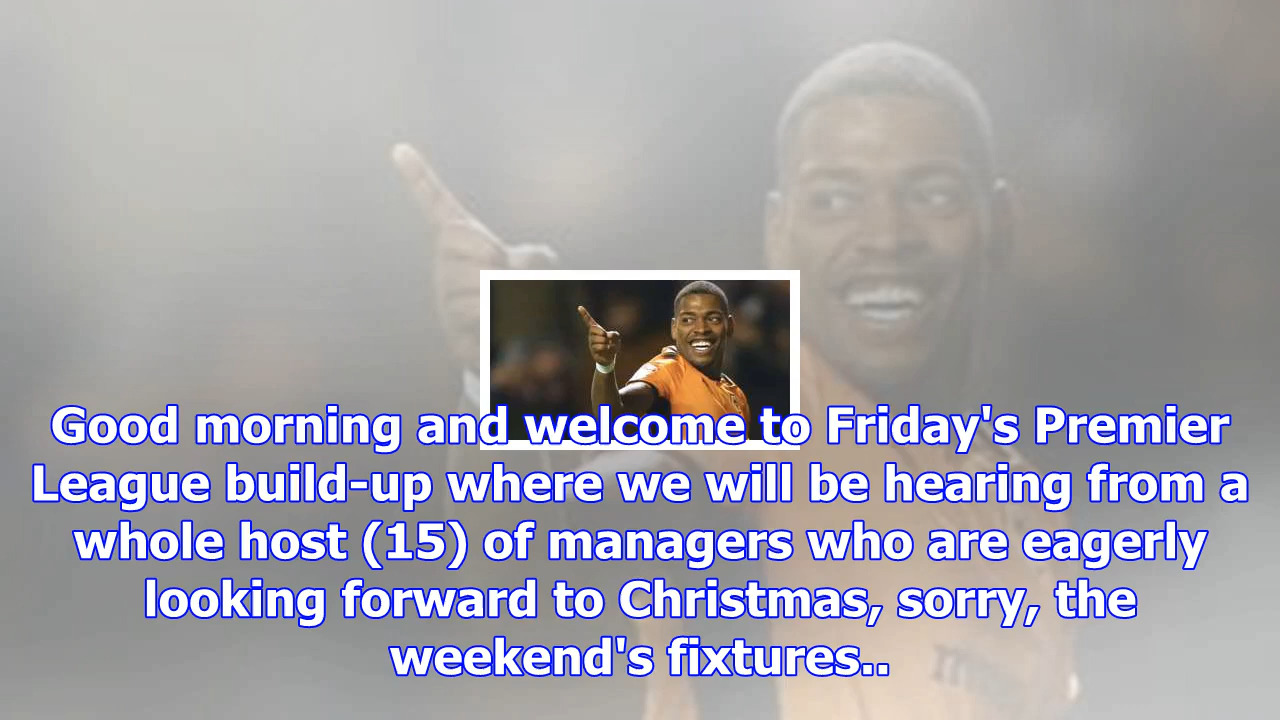 Good morning and welcome to Friday's Premier
League build-up where we will be hearing from a
whole host (15) of managers who are eagerly
looking forward to Christmas, sorry, the
weekend's fixtures..